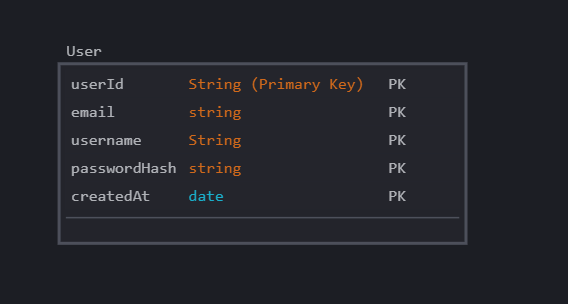 User
userId String (Primary Key) PK
email string PK
username String PK
passwordHash string PK
createdAt date PK